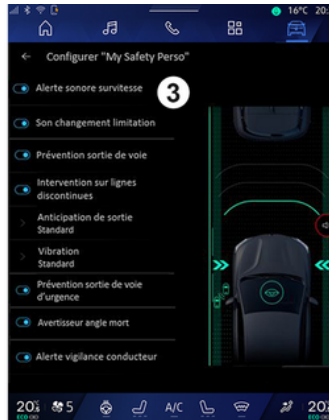 16°C 20:
Configurer "My Safety Perso"
Alerte sonore survitesse
3
Son changement limitation
Prévention sortie de voie
Intervention sur lignes
discontinues
Anticipation de sortie
Standard
Vibration
Standard
Prévention sortie de voie
d'urgence
Avertisseur angle mort
Alerte vigilance conducteur
5
A/C
ECO
ECO